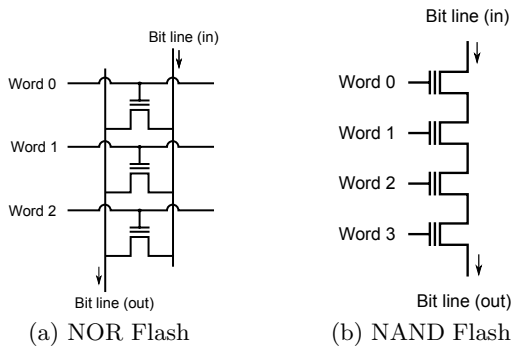 Bit line (in)
Word 0
Word 1
Word 2
Bit line (out)
(a) NOR Flash
Bit line (in)
Word 0
Word 1
Word 2
Word 3
Bit line (out)
(b) NAND Flash